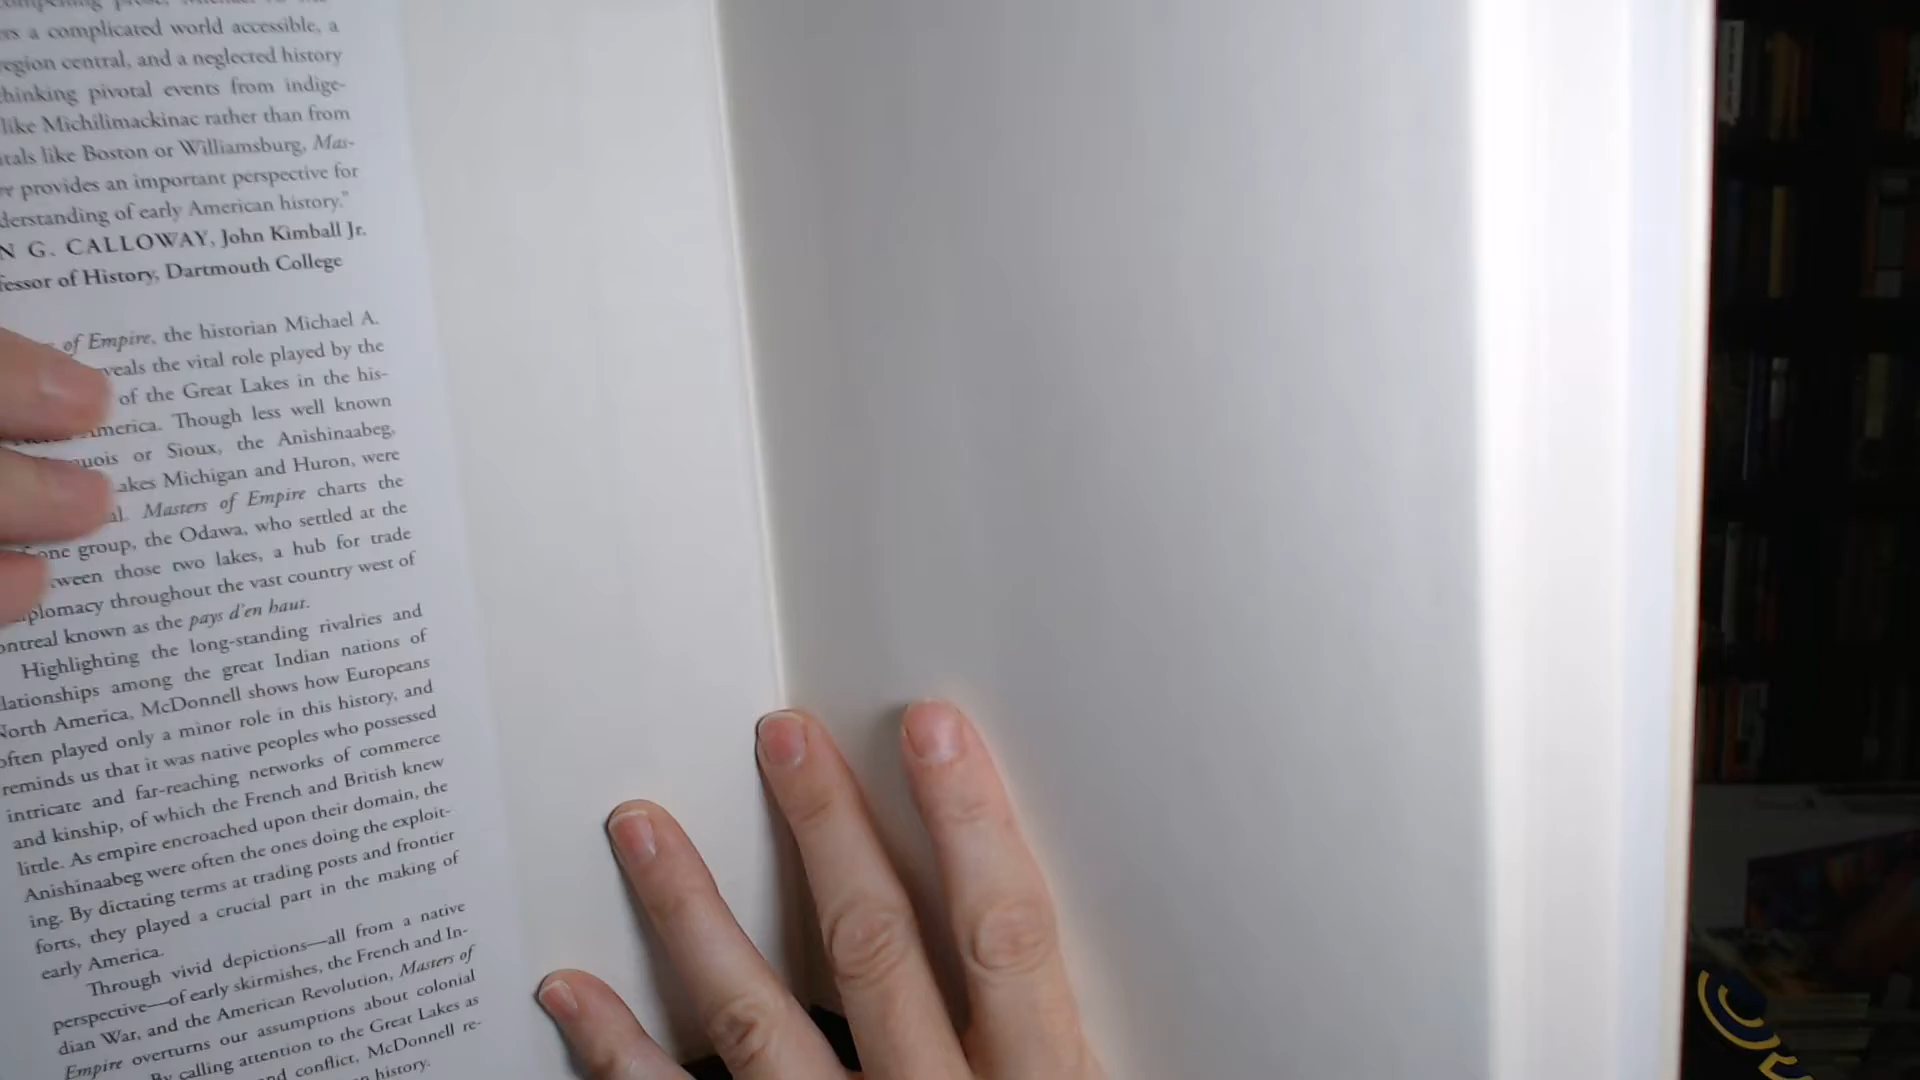 a complicated world accessible, a
region central, and a neglected history
thinking pivotal events from indige-
like Michilimackinac rather than from
itals like Boston or Williamsburg, Mas-
re provides an important perspective for
derstanding of early American history."
N G. CALLOWAY, John Kimball Jr.
fessor of History, Dartmouth College
of Empire, the historian Michael A.
veals the vital role played by the
of the Great Lakes in the his-
merica. Though less well known
quois or Sioux, the Anishinaabeg,
akes Michigan and Huron, were
al. Masters of Empire charts the
one group, the Odawa, who settled at the
tween those two lakes, a hub for trade
plomacy throughout the vast country west of
ontreal known as the pays d'en haut.
Highlighting the long-standing rivalries and
lationships among the great Indian nations of
North America, McDonnell shows how Europeans
often played only a minor role in this history, and
reminds us that it was native peoples who possessed
intricate and far-reaching networks of commerce
and kinship, of which the French and British knew
little. As empire encroached upon their domain, the
Anishinaabeg were often the ones doing the exploit-
ing. By dictating terms at trading posts and frontier
forts, they played a crucial part in the making of
early America.
Through vivid depictions—all from a native
perspective—of early skirmishes, the French and In-
dian War, and the American Revolution, Masters of
Empire overturns our assumptions about colonial
By calling attention to the Great Lakes as
nd conflict, McDonnell re-
history.